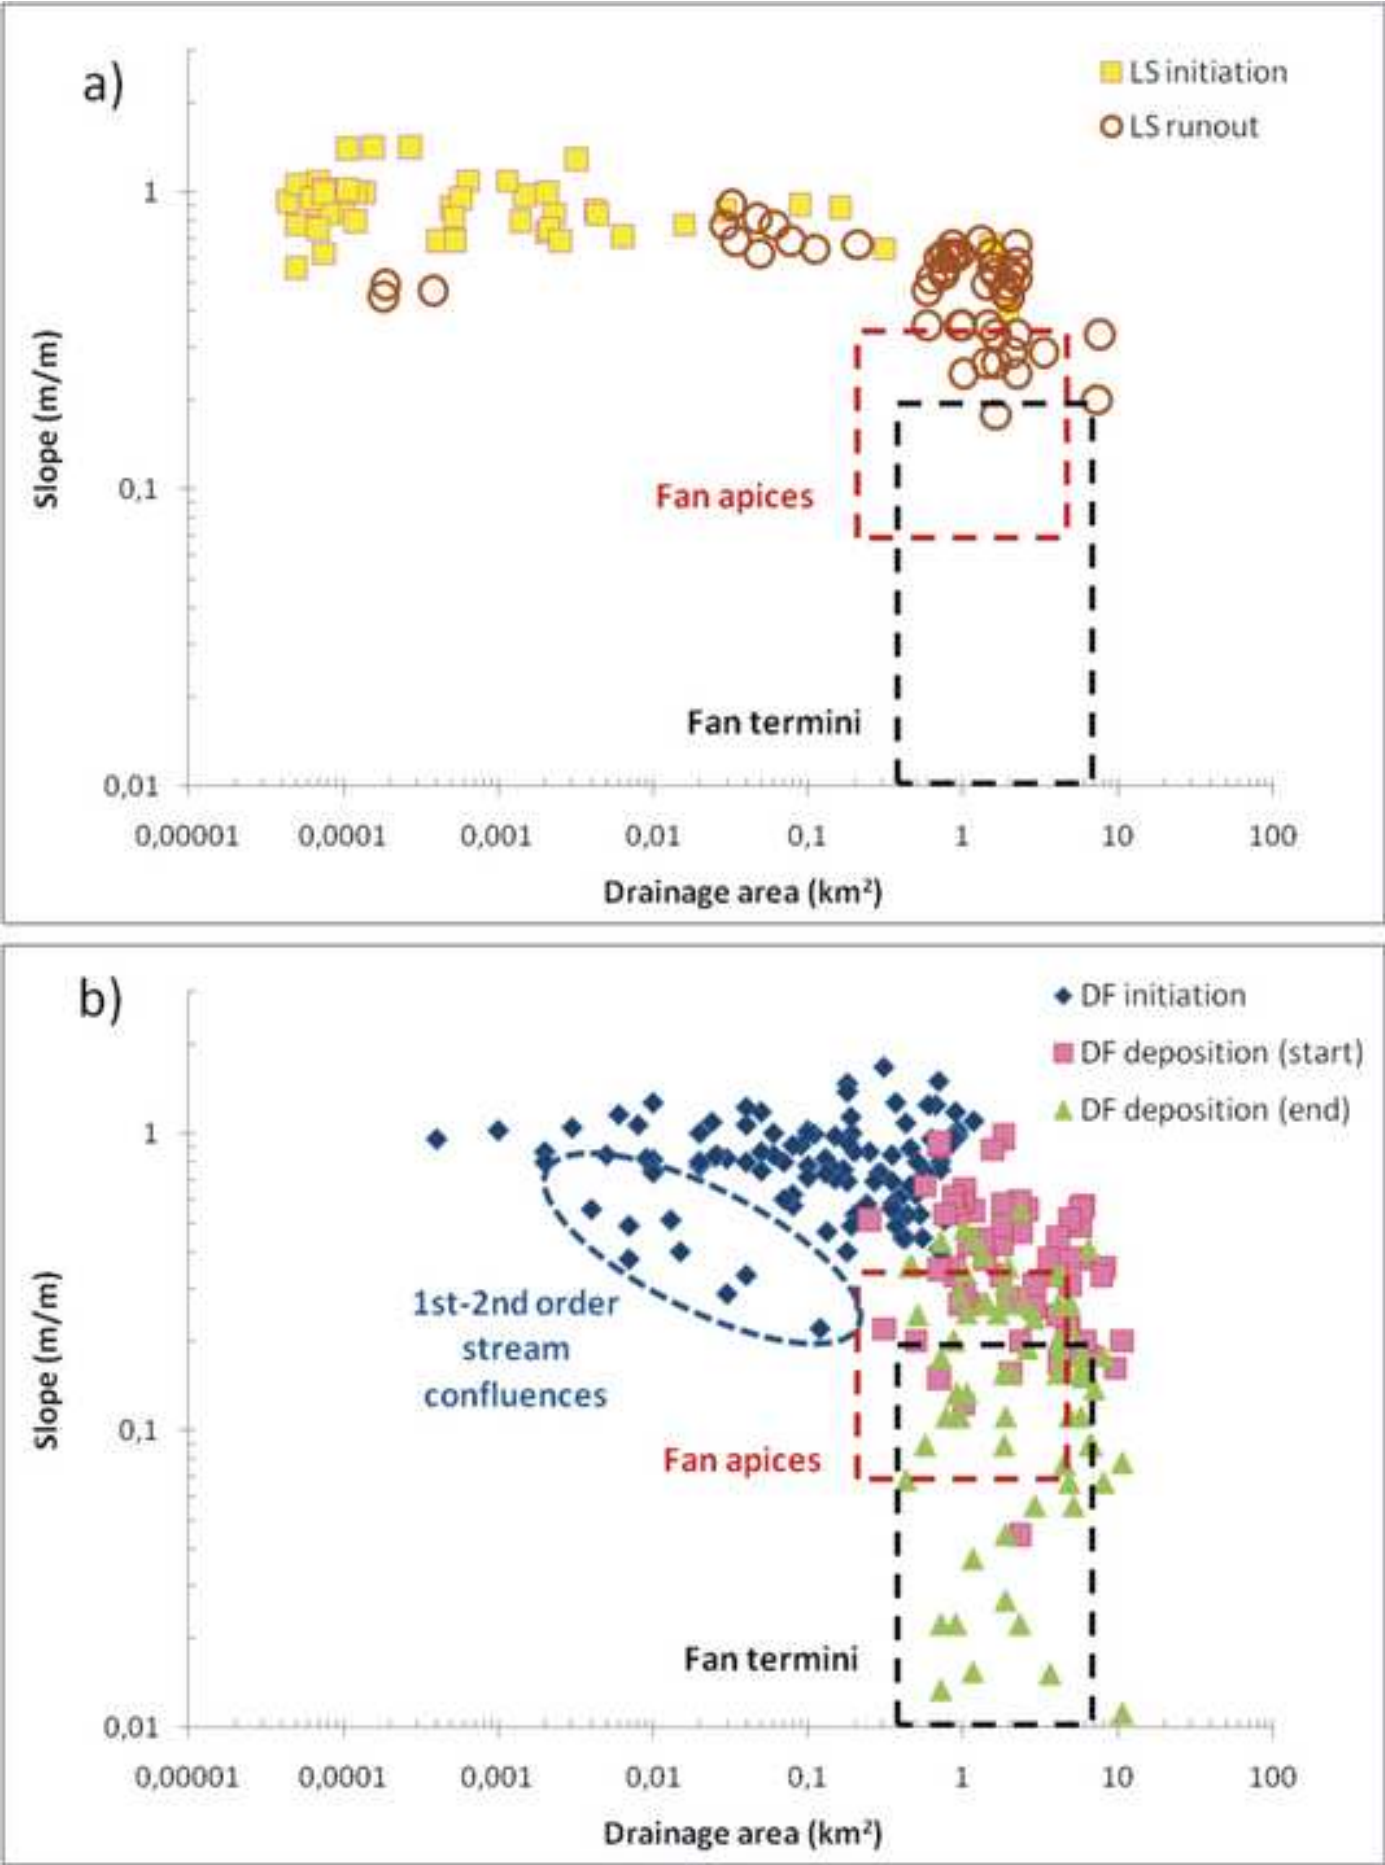 a)
LS initiation
LS runout
1
0,1
0,01
Slope (m/m)
Fan apices
Fan termini
0,00001 0,0001 0,001 0,01 0,1 1 10 100
Drainage area (km²)
b)
DF initiation
DF deposition (start)
DF deposition (end)
1
0,1
0,01
Slope (m/m)
1st-2nd order
stream
confluences
Fan apices
Fan termini
0,00001 0,0001 0,001 0,01 0,1 1 10 100
Drainage area (km²)